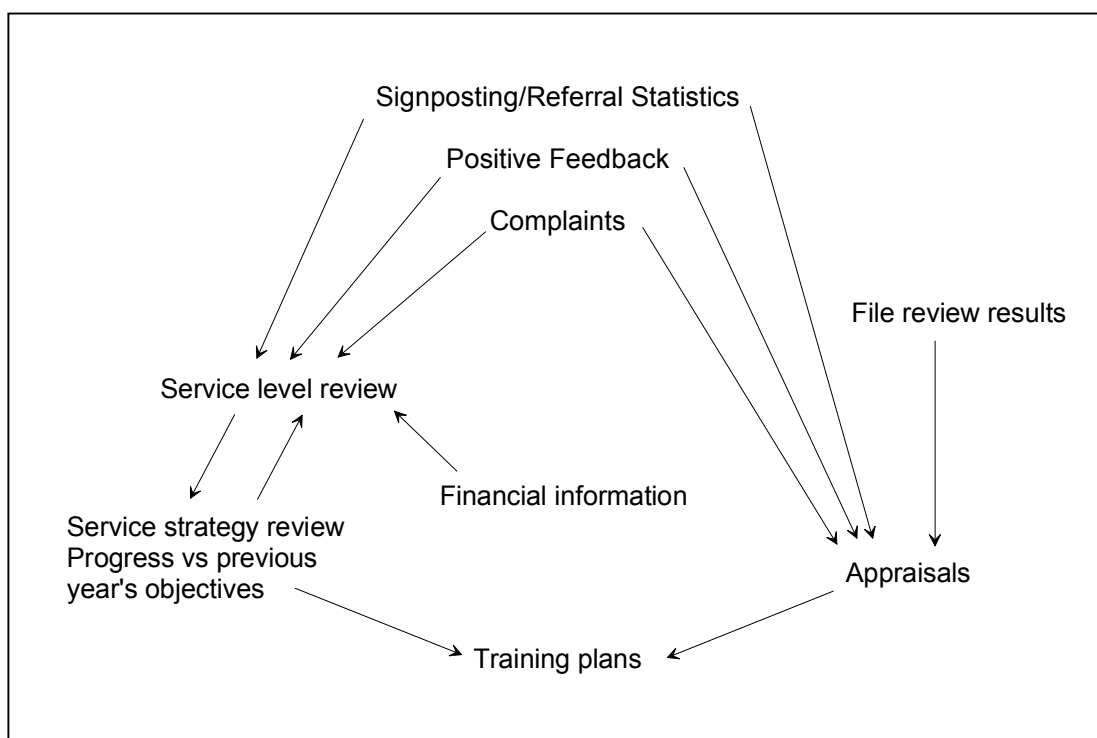 Signposting/Referral Statistics
Positive Feedback
Complaints
File review results
Service level review
Financial information
Service strategy review
Progress vs previous
year's objectives
Appraisals
Training plans